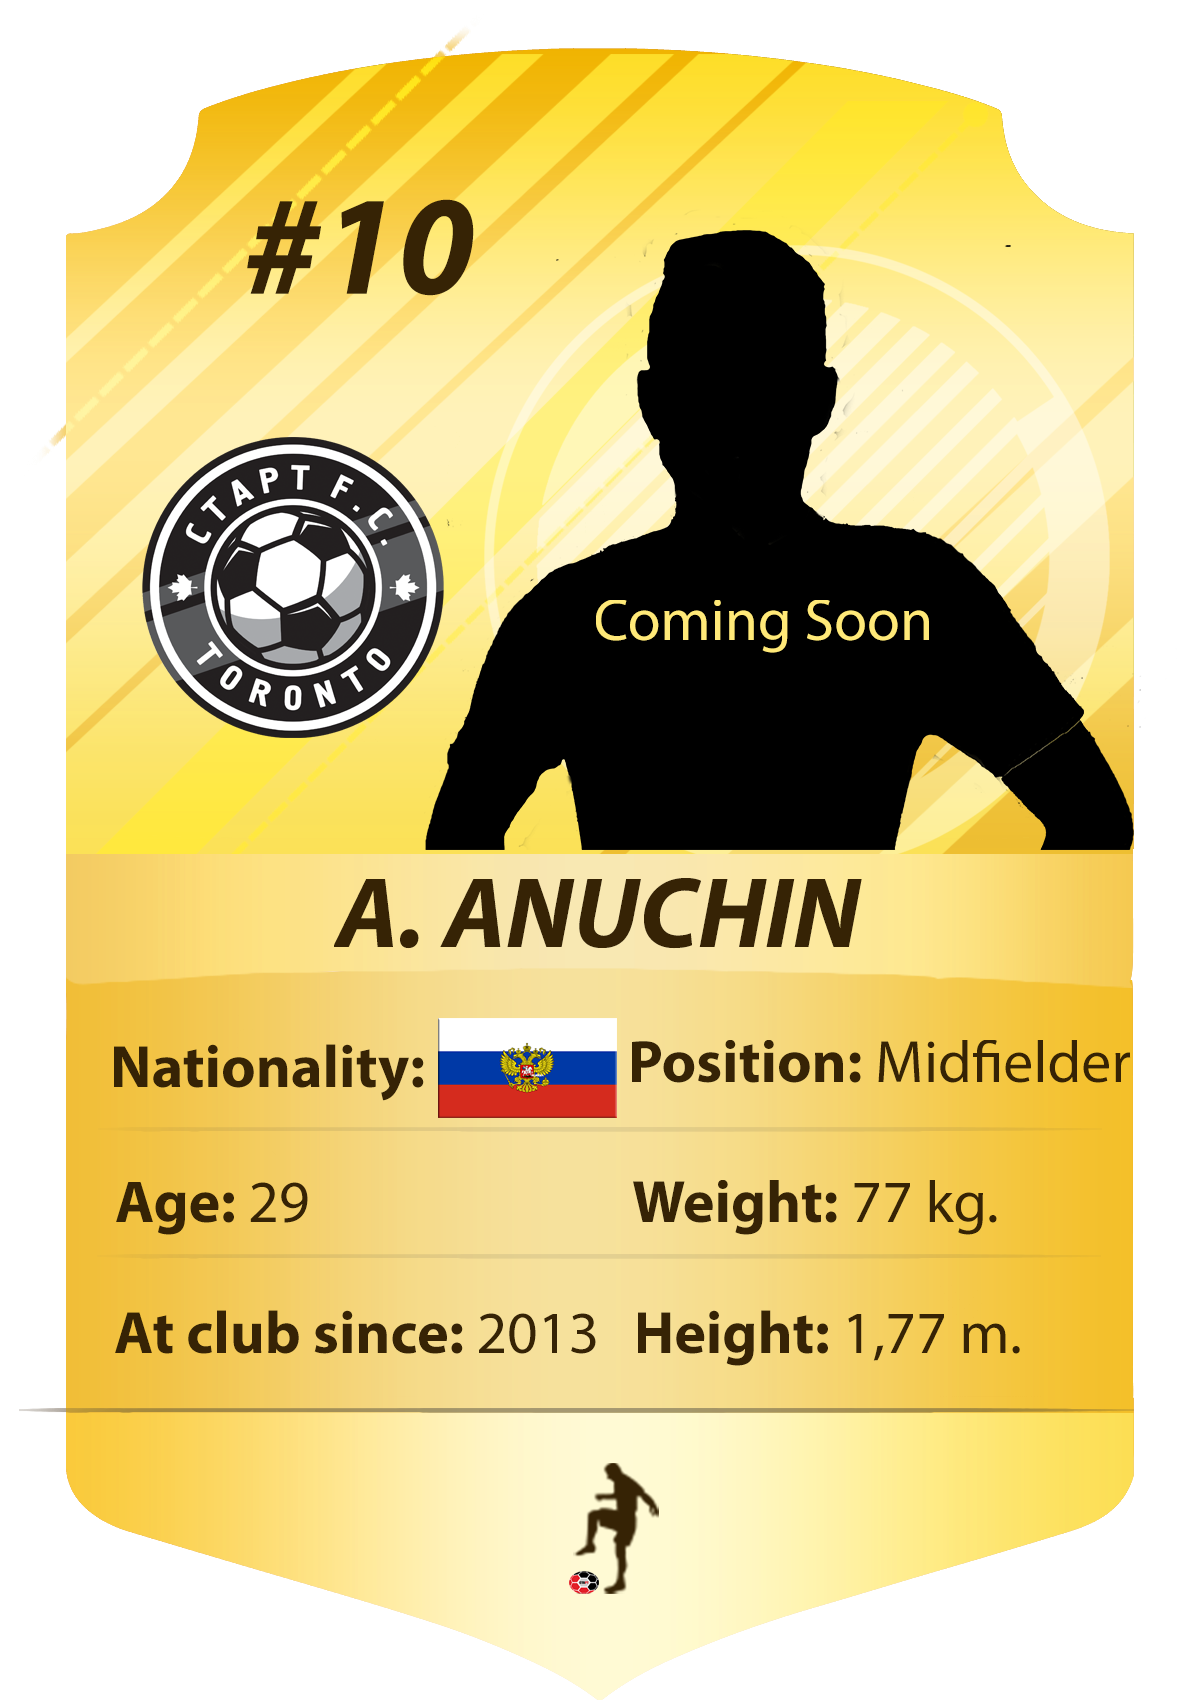 #10
СТАРТ F.C.
TORONTO
Coming Soon
A. ANUCHIN
Nationality: Position: Midfielder
Age: 29 Weight: 77 kg.
At club since: 2013 Height: 1,77 m.